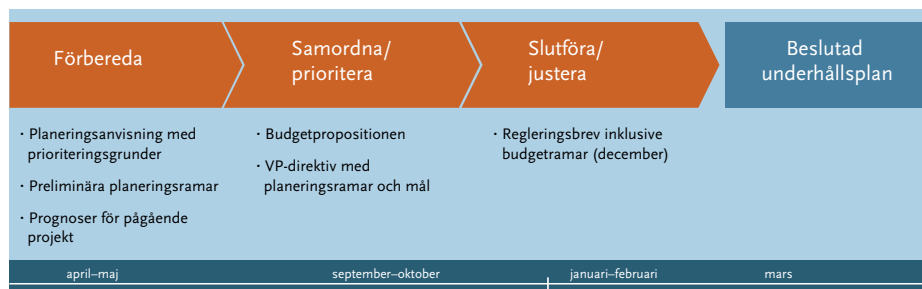 Förbereda
Samordna/
prioritera
Slutföra/
justera
Beslutad
underhållsplan
· Planeringsanvisning med
prioriteringsgrunder
· Preliminära planeringsramar
· Prognoser för pågående
projekt
· Budgetpropositionen
· VP-direktiv med
planeringsramar och mål
· Regleringsbrev inklusive
budgetramar (december)
april–maj
september–oktober
januari–februari
mars